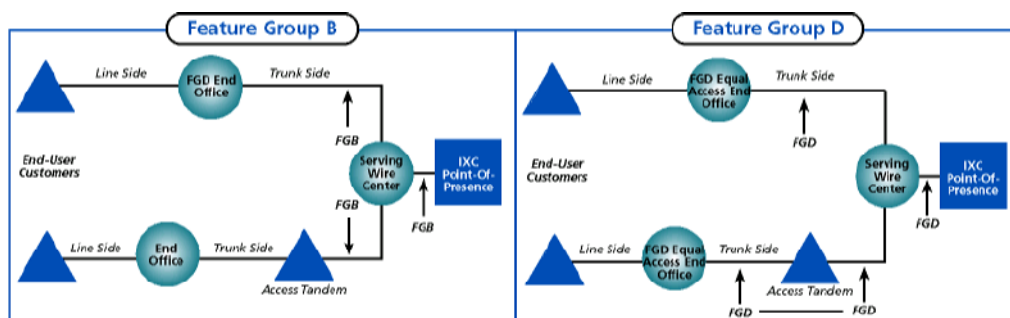 Feature Group B
Line Side
FGD End
Office
Trunk Side
FGB
End-User
Customers
Serving
Wire
Center
IXC
Point-Of-
Presence
FGB
FGB
Line Side
End
Office
Trunk Side
Access Tandem
Feature Group D
Line Side
FGD Equal
Access End
Office
Trunk Side
FGD
End-User
Customers
Serving
Wire
Center
IXC
Point-Of-
Presence
FGD
Line Side
FGD Equal
Access End
Office
Trunk Side
Access Tandem
FGD
FGD